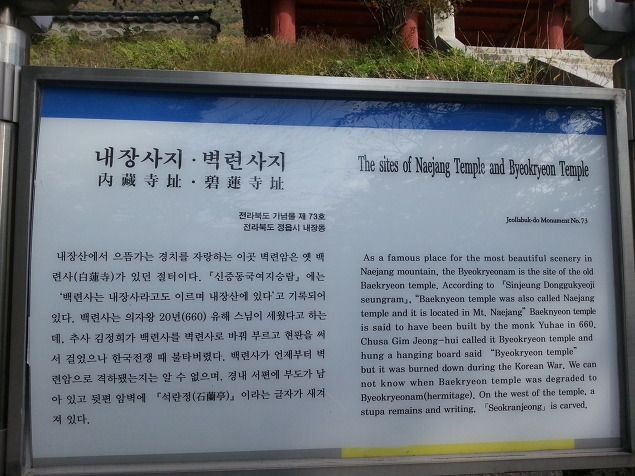 내장사지 · 벽련사지
內藏寺址 · 碧蓮寺址
전라북도 기념물 제 73호
전라북도 정읍시 내장동
내장산에서 으뜸가는 경치를 자랑하는 이곳 벽련암은 옛 백
련사(白蓮寺)가 있던 절터이다. 『신증동국여지승람』에는
‘백련사는 내장사라고도 이르며 내장산에 있다’고 기록되어
있다. 백련사는 의자왕 20년(660) 유해 스님이 세웠다고 하는
데, 추사 김정희가 백련사를 벽련사로 바꿔 부르고 현판을 써
서 걸었으나 한국전쟁 때 불타버렸다. 백련사가 언제부터 벽
련암으로 격하됐는지는 알 수 없으며, 경내 서편에 부도가 남
아 있고 뒷편 암벽에 『석란정(石蘭亭)』이라는 글자가 새겨
져 있다.
The sites of Naejang Temple and Byeokryeon Temple
Jeollabuk-do Monument No. 73
As a famous place for the most beautiful scenery in
Naejang mountain, the Byeokryeonam is the site of the old
Baekryeon temple. According to 『Sinjeung Donggukyeoji
seungram』, "Baeknyeon temple was also called Naejang
temple and it is located in Mt. Naejang" Baeknyeon temple
is said to have been built by the monk Yuhae in 660.
Chusa Gim Jeong-hui called it Byeokryeon temple and
hung a hanging board said "Byeokryeon temple"
but it was burned down during the Korean War. We can
not know when Baekryeon temple was degraded to
Byeokryeonam(hermitage). On the west of the temple, a
stupa remains and writing, 「Seokranjeong」is carved.